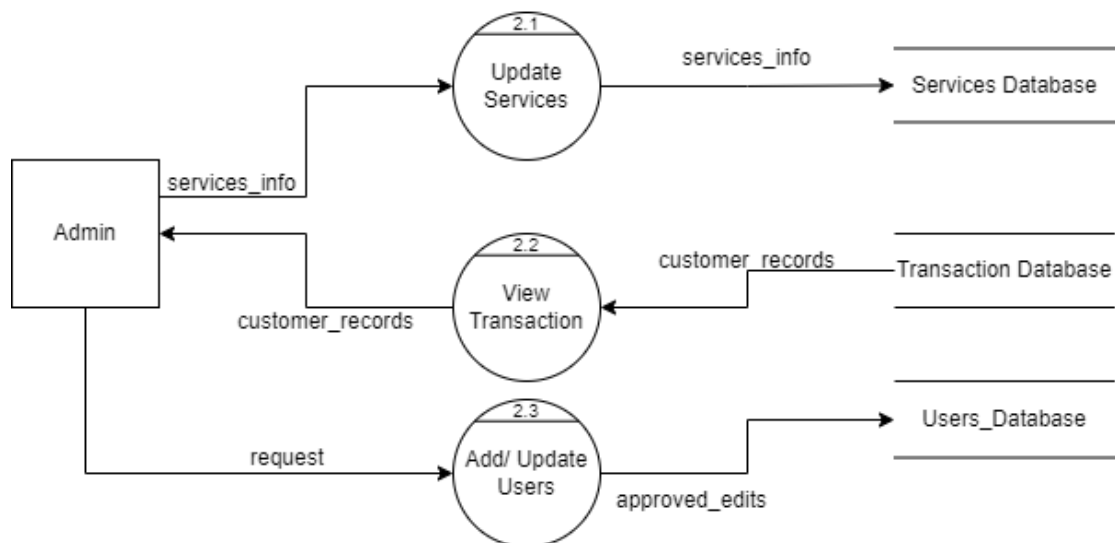 2.1
Update
Services
services_info
Services Database
services_info
Admin
2.2
View
Transaction
customer_records
Transaction Database
customer_records
2.3
Add/ Update
Users
request
approved_edits
Users_Database